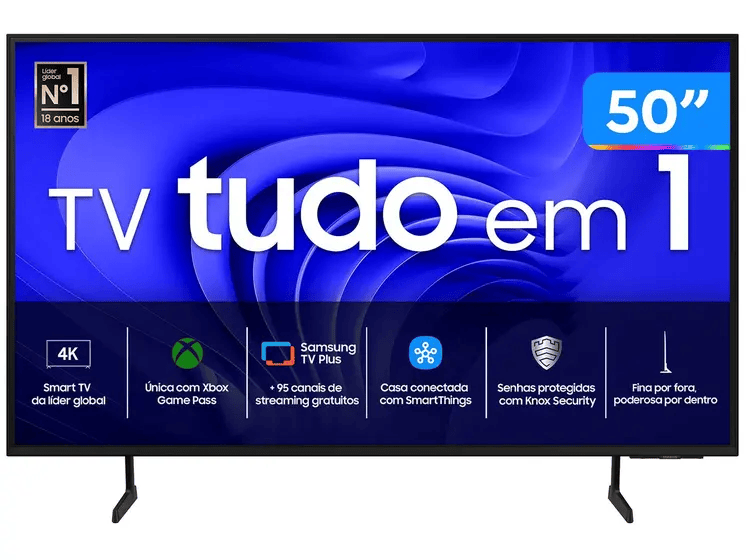 Líder
global
Nº1
18 anos
50”
TV tudo em 1
4K
Smart TV
da líder global
Única com Xbox
Game Pass
Samsung
TV Plus
+ 95 canais de
streaming gratuitos
Casa conectada
com SmartThings
Senhas protegidas
com Knox Security
Fina por fora,
poderosa por dentro